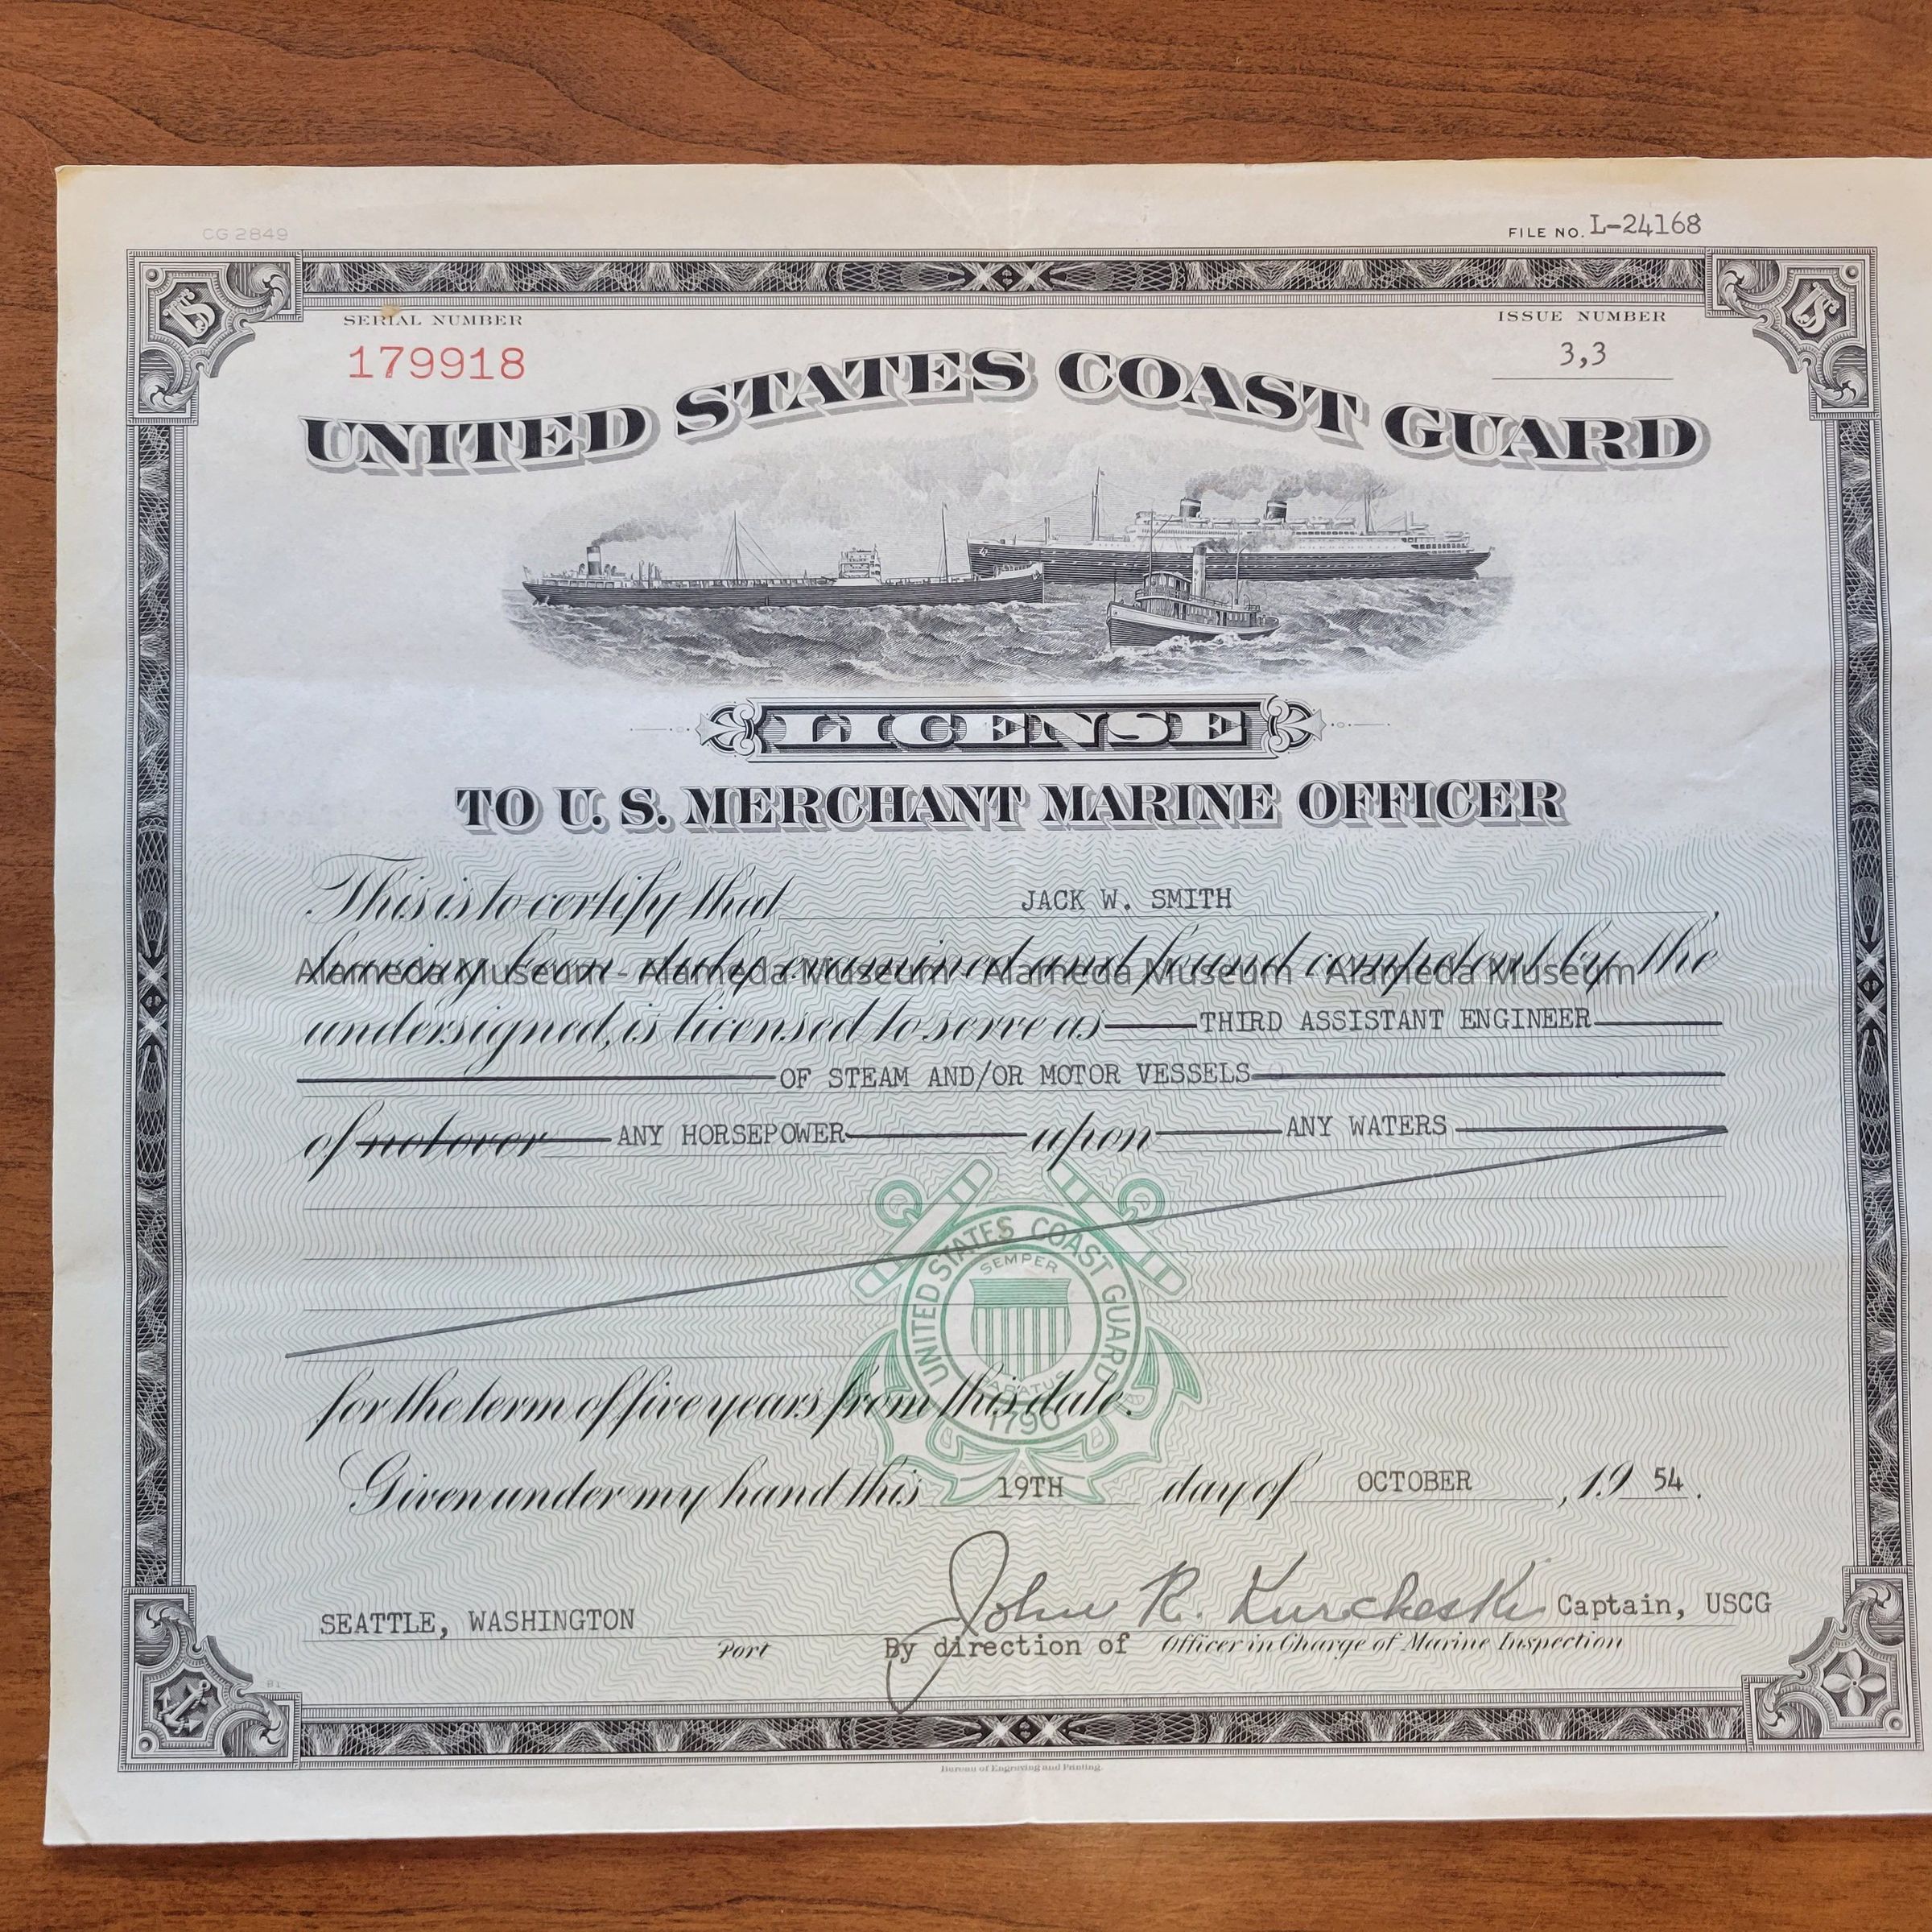 CG 2849
FILE NO. L-24168
SERIAL NUMBER
179918
ISSUE NUMBER
3,3
UNITED STATES COAST GUARD
LICENSE
TO U. S. MERCHANT MARINE OFFICER
This is to certify that JACK W. SMITH,
having been duly examined and found competent by the
Alameda Museum - Alameda Museum - Alameda Museum - Alameda Museum
undersigned, is licensed to serve as THIRD ASSISTANT ENGINEER
OF STEAM AND/OR MOTOR VESSELS
of not over ANY HORSEPOWER upon ANY WATERS
UNITED STATES COAST GUARD
SEMPER
PARATUS
1790
for the term of five years from this date.
Given under my hand this 19TH day of OCTOBER, 19 54.
John R. Kurcheski Captain, USCG
SEATTLE, WASHINGTON
Port
By direction of Officer in Charge of Marine Inspection
Bureau of Engraving and Printing.